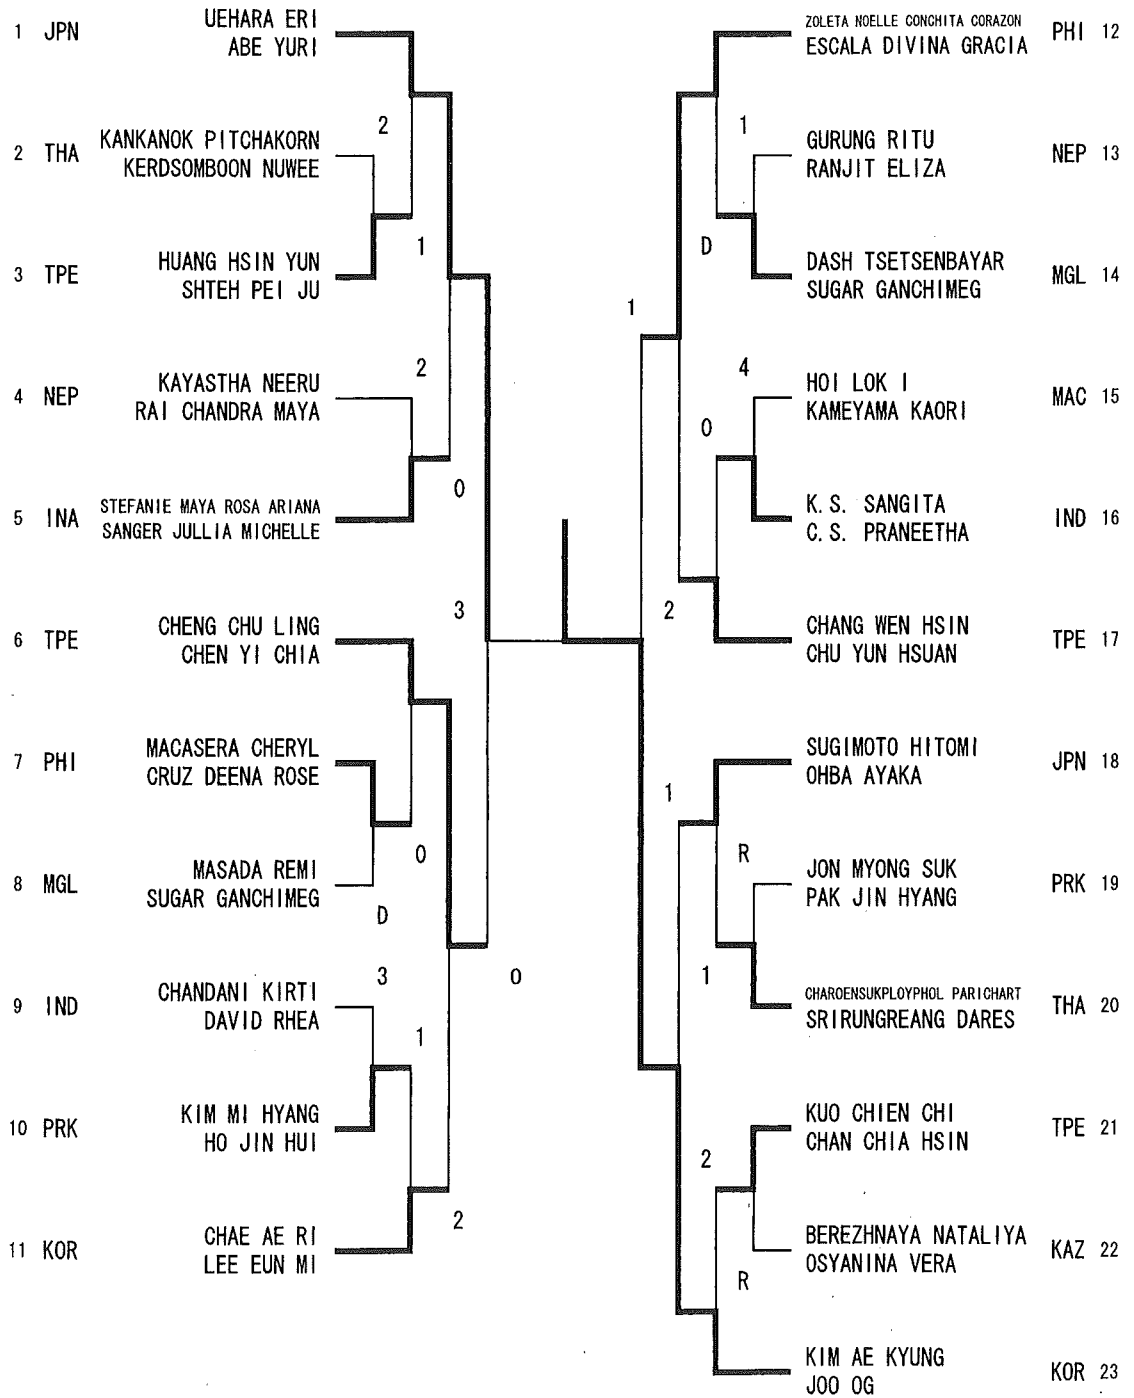 1 JPN UEHARA ERI
ABE YURI
2
2 THA KANKANOK PITCHAKORN
KERDSOMBOON NUWEE
1
3 TPE HUANG HSIN YUN
SHTEH PEI JU
2
4 NEP KAYASTHA NEERU
RAI CHANDRA MAYA
0
5 INA STEFANIE MAYA ROSA ARIANA
SANGER JULLIA MICHELLE
3
6 TPE CHENG CHU LING
CHEN YI CHIA
7 PHI MACASERA CHERYL
CRUZ DEENA ROSE
0
8 MGL MASADA REMI
SUGAR GANCHIMEG
D
3
0
9 IND CHANDANI KIRTI
DAVID RHEA
1
10 PRK KIM MI HYANG
HO JIN HUI
2
11 KOR CHAE AE RI
LEE EUN MI
ZOLETA NOELLE CONCHITA CORAZON
ESCALA DIVINA GRACIA PHI 12
1
GURUNG RITU
RANJIT ELIZA NEP 13
D
DASH TSETSENBAYAR
SUGAR GANCHIMEG MGL 14
1
4
HOI LOK I
KAMEYAMA KAORI MAC 15
0
K.S. SANGITA
C.S. PRANEETHA IND 16
2
CHANG WEN HSIN
CHU YUN HSUAN TPE 17
SUGIMOTO HITOMI
OHBA AYAKA JPN 18
1
R
JON MYONG SUK
PAK JIN HYANG PRK 19
1
CHAROENSUKPLOYPHOL PARICHART
SRIRUNGREANG DARES THA 20
KUO CHIEN CHI
CHAN CHIA HSIN TPE 21
2
BEREZHNAYA NATALIYA
OSYANINA VERA KAZ 22
R
KIM AE KYUNG
JOO OG KOR 23